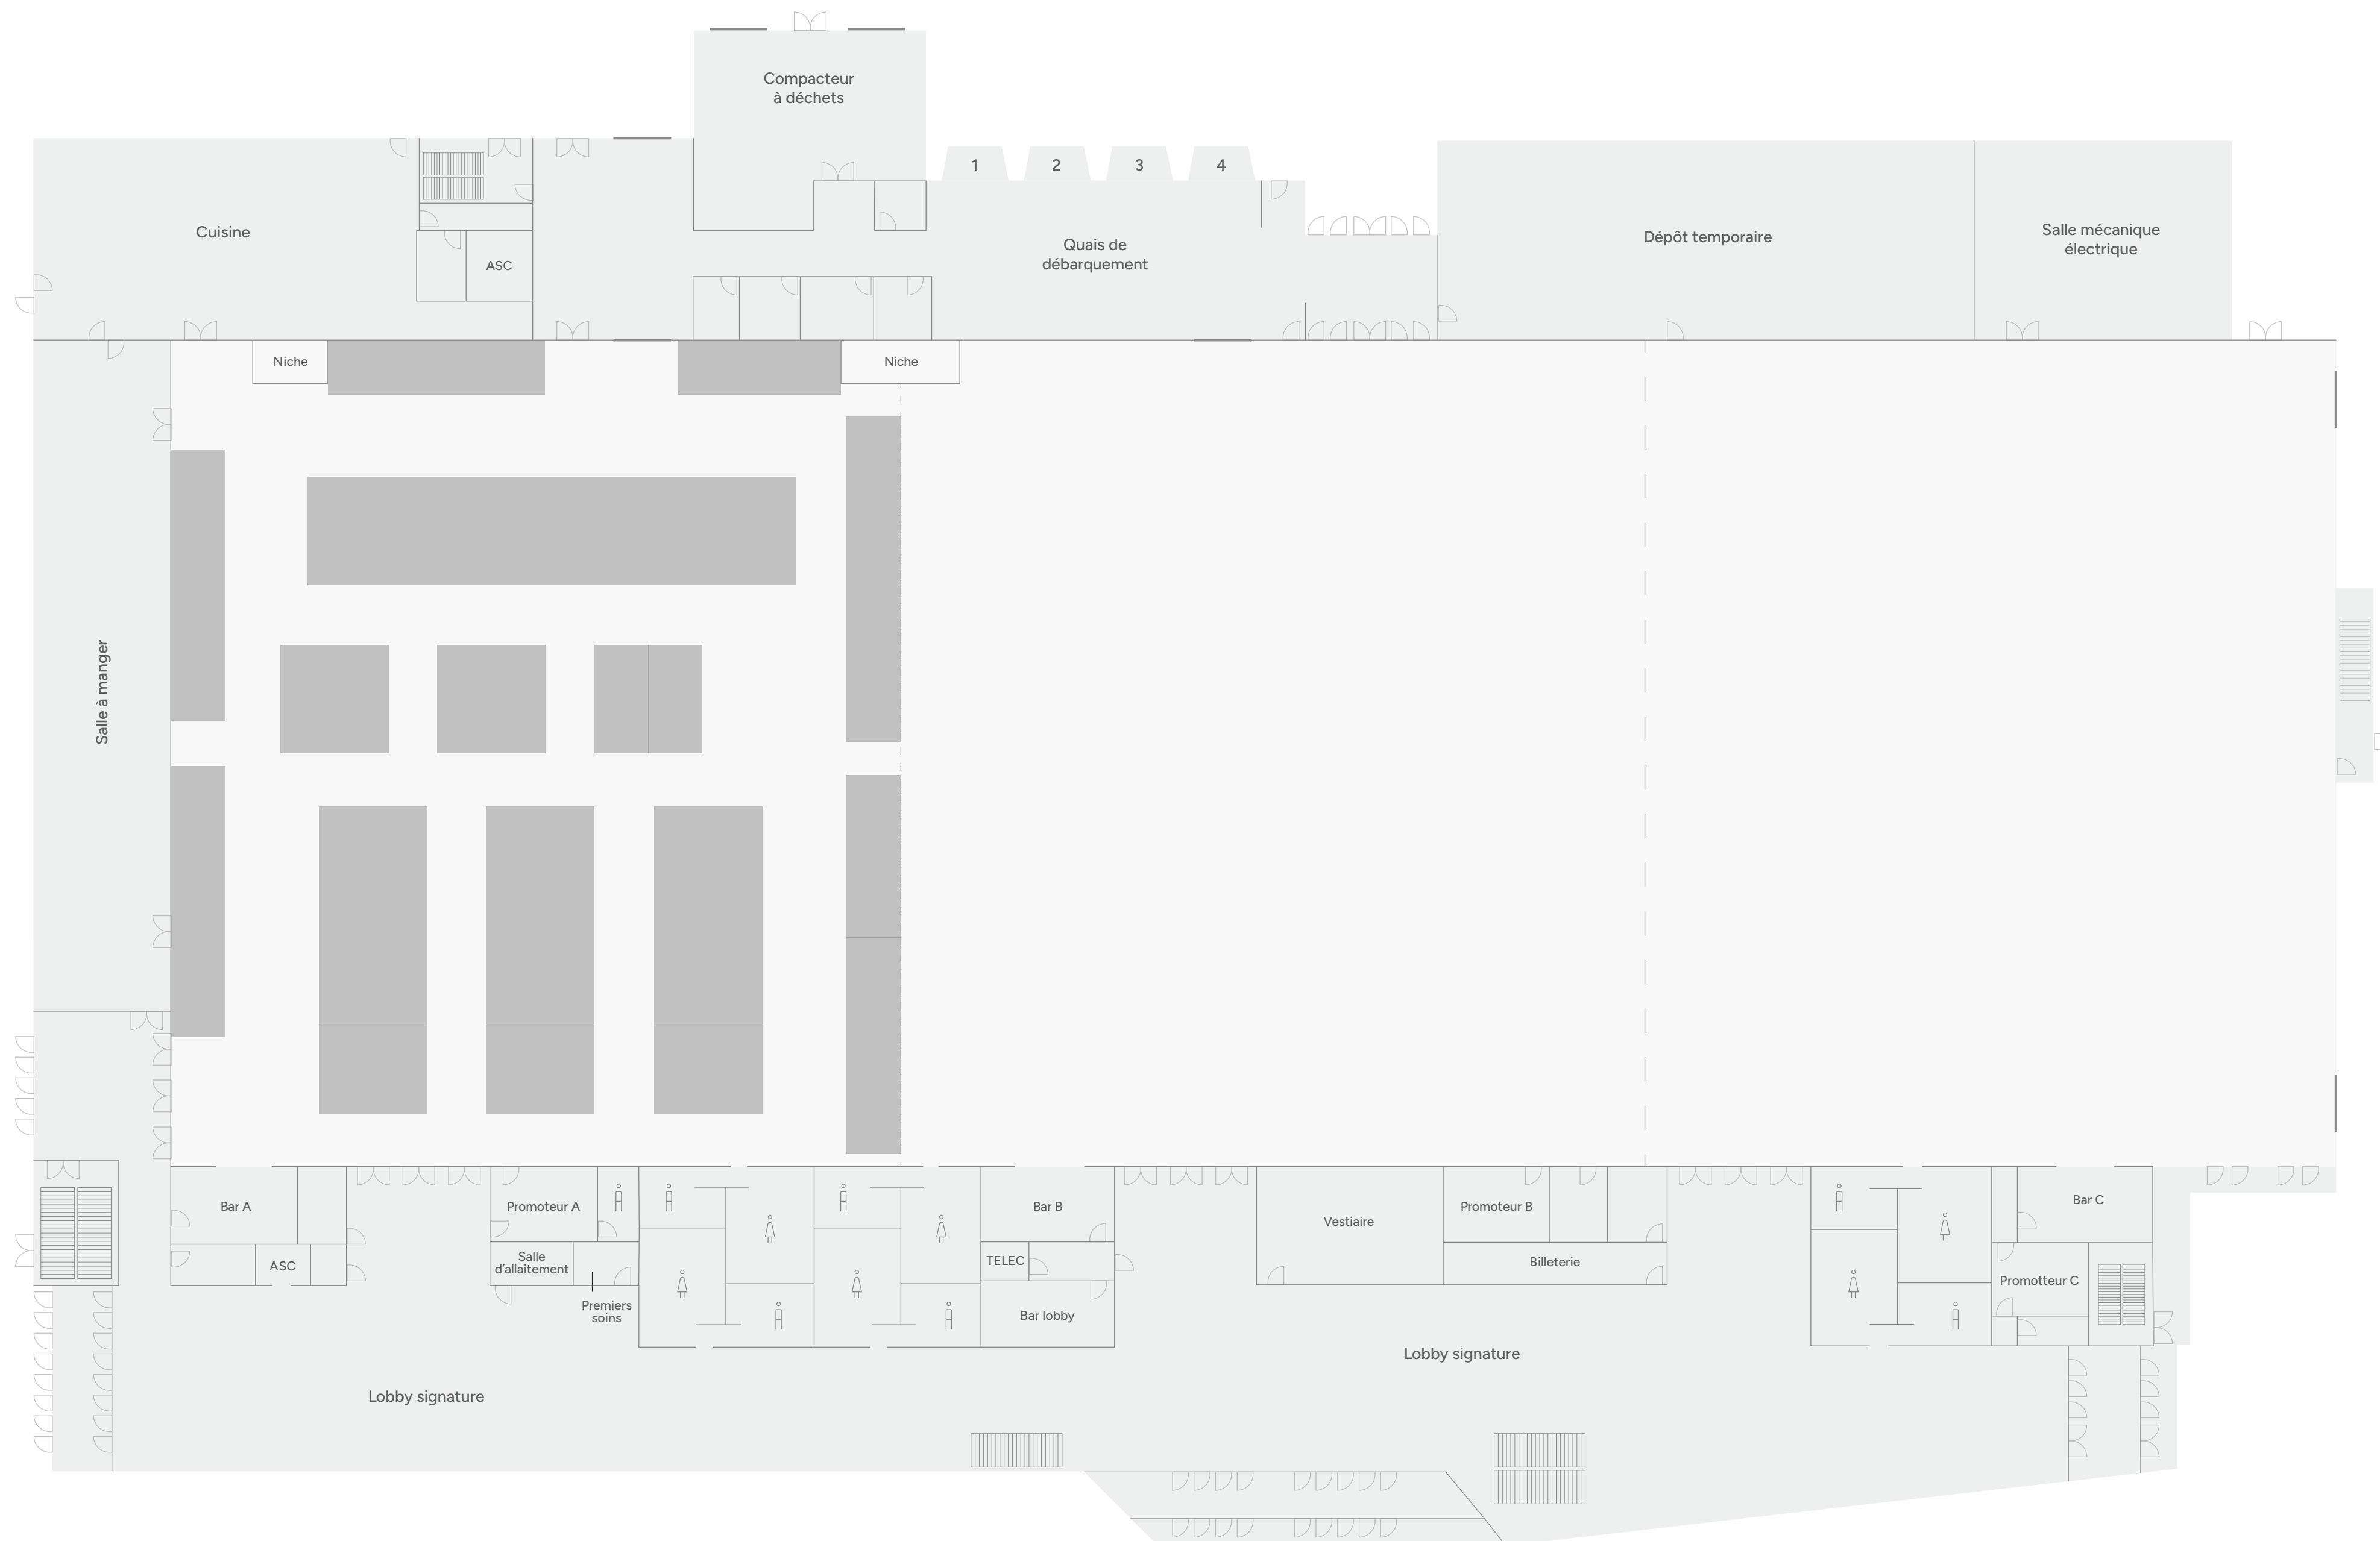 Compacteur
à déchets
1
2
3
4
Cuisine
ASC
Quais de
débarquement
Dépôt temporaire
Salle mécanique
électrique
Niche
Niche
Salle à manger
Bar A
ASC
Promoteur A
Salle
d'allaitement
Premiers
soins
Bar B
TELEC
Bar lobby
Vestiaire
Promoteur B
Billeterie
Bar C
Promotteur C
Lobby signature
Lobby signature